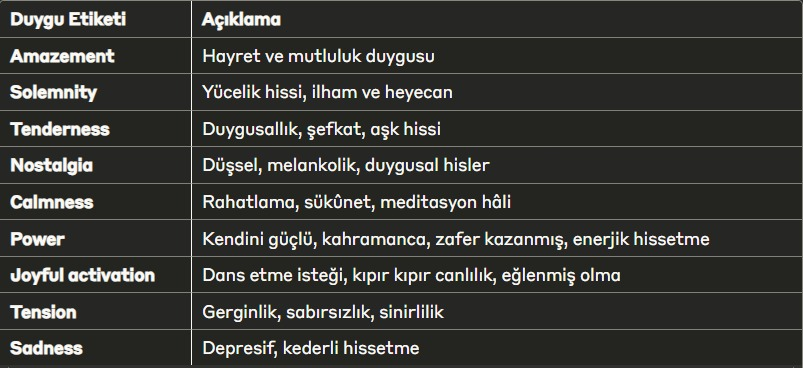 Duygu Etiketi Açıklama
Amazement Hayret ve mutluluk duygusu
Solemnity Yücelik hissi, ilham ve heyecan
Tenderness Duygusallık, şefkat, aşk hissi
Nostalgia Düşsel, melankolik, duygusal hisler
Calmness Rahatlama, sükûnet, meditasyon hâli
Power Kendini güçlü, kahramanca, zafer kazanmış, enerjik hissetme
Joyful activation Dans etme isteği, kıpır kıpır canlılık, eğlenmiş olma
Tension Gerginlik, sabırsızlık, sinirlilik
Sadness Depresif, kederli hissetme